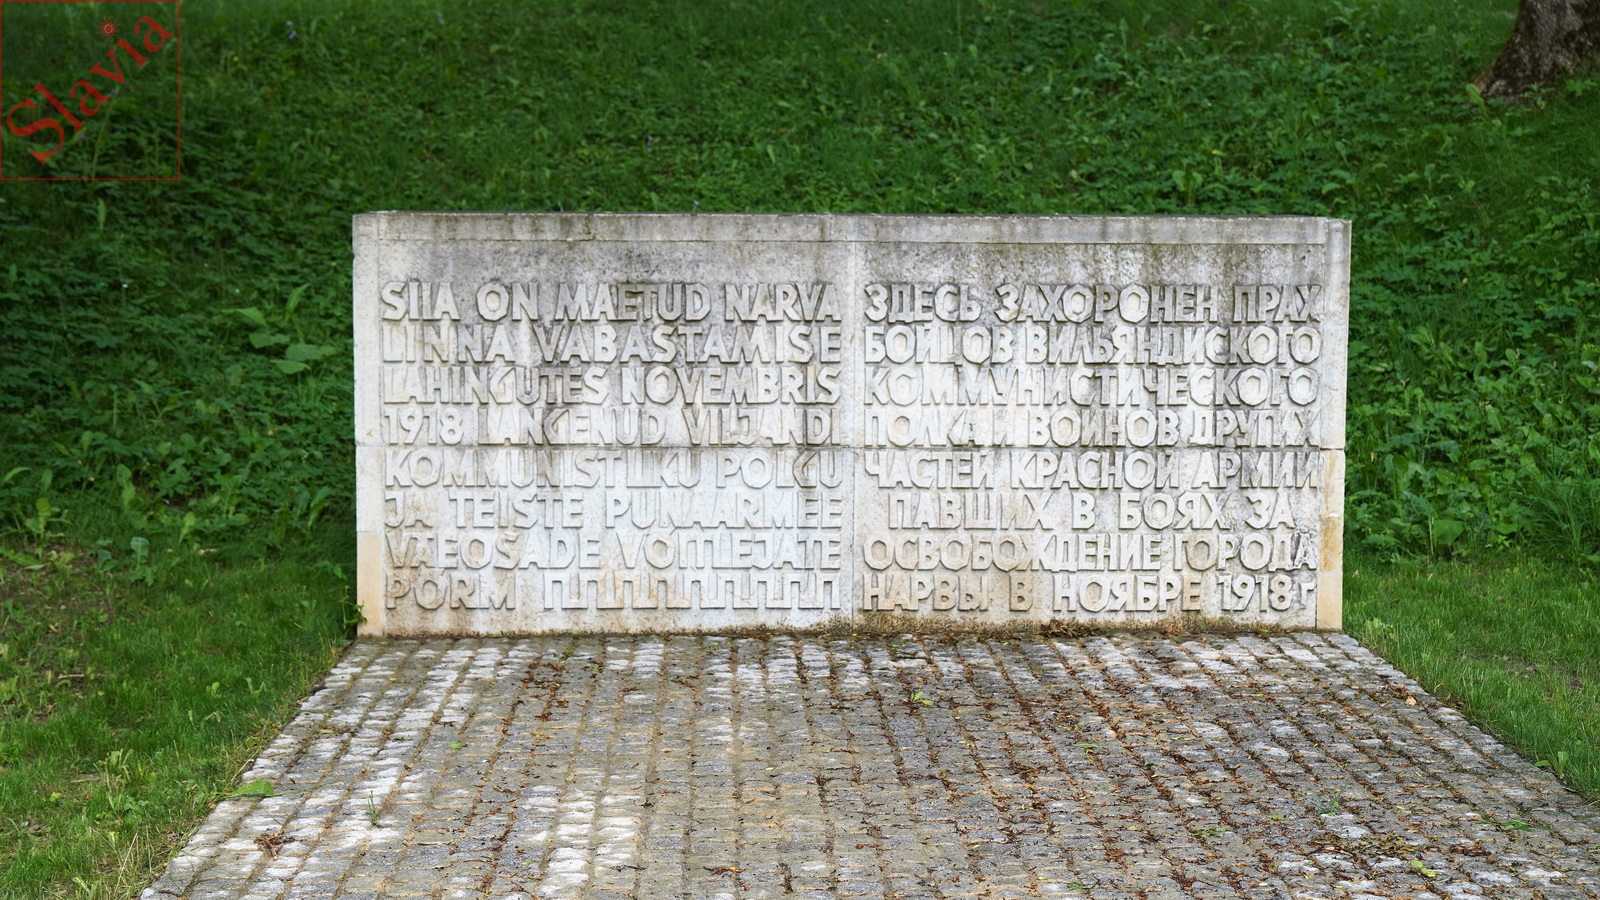 Slavia
SIIA ON MAETUD NARVA
LINNA VABASTAMISE
LAHINGUTES NOVEMBRIS
1918 LANGENUD VILJANDI
KOMMUNISTLIKU POLGU
JA TEISTE PUNAARMEE
VÄEOSADE VÕITLEJATE
PÕRM
ЗДЕСЬ ЗАХОРОНЕН ПРАХ
БОЙЦОВ ВИЛЬЯНДИСКОГО
КОММУНИСТИЧЕСКОГО
ПОЛКА И ВОИНОВ ДРУГИХ
ЧАСТЕЙ КРАСНОЙ АРМИИ
ПАВШИХ В БОЯХ ЗА
ОСВОБОЖДЕНИЕ ГОРОДА
НАРВЫ В НОЯБРЕ 1918 г